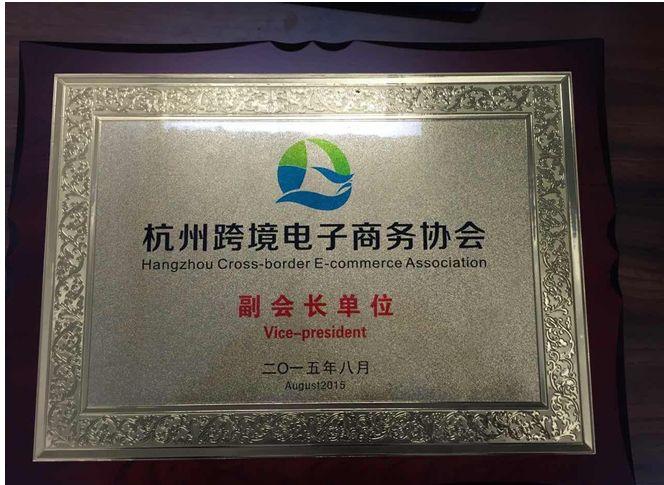 杭州跨境电子商务协会
Hangzhou Cross-border E-commerce Association
副会长单位
Vice-president
二〇一五年八月
August2015